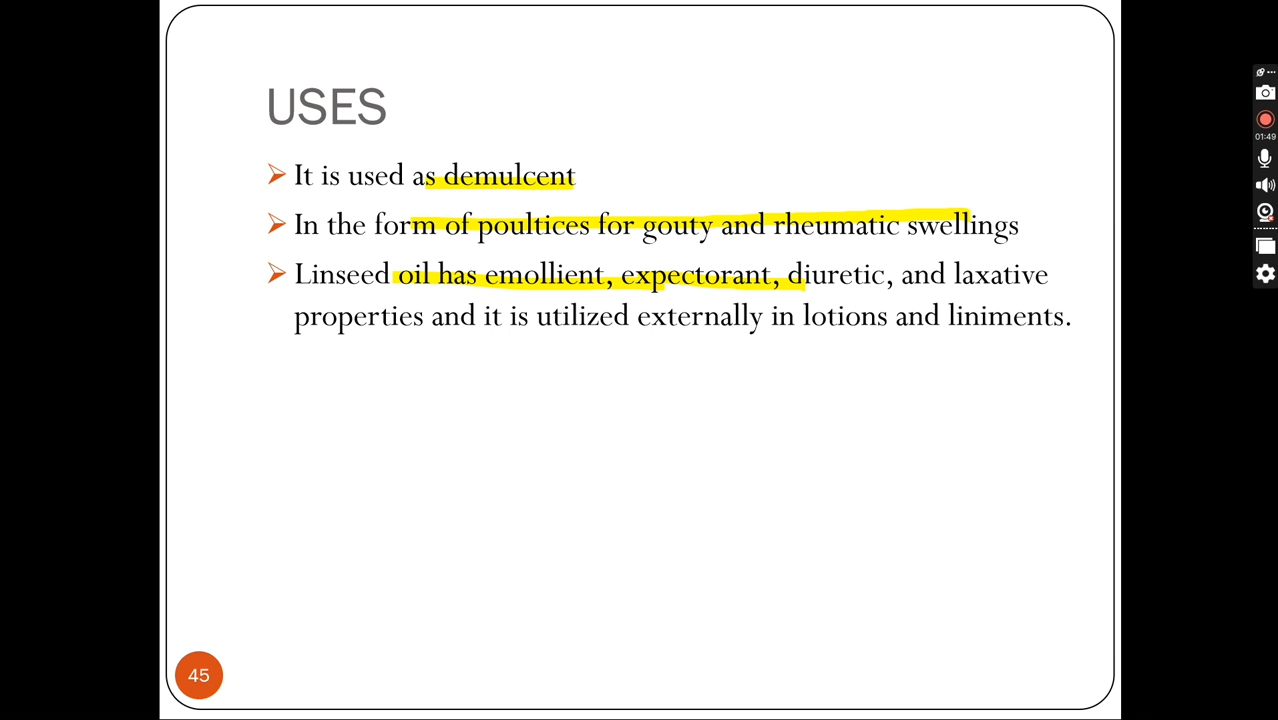 USES
It is used as demulcent
In the form of poultices for gouty and rheumatic swellings
Linseed oil has emollient, expectorant, diuretic, and laxative
properties and it is utilized externally in lotions and liniments.
45
01:49